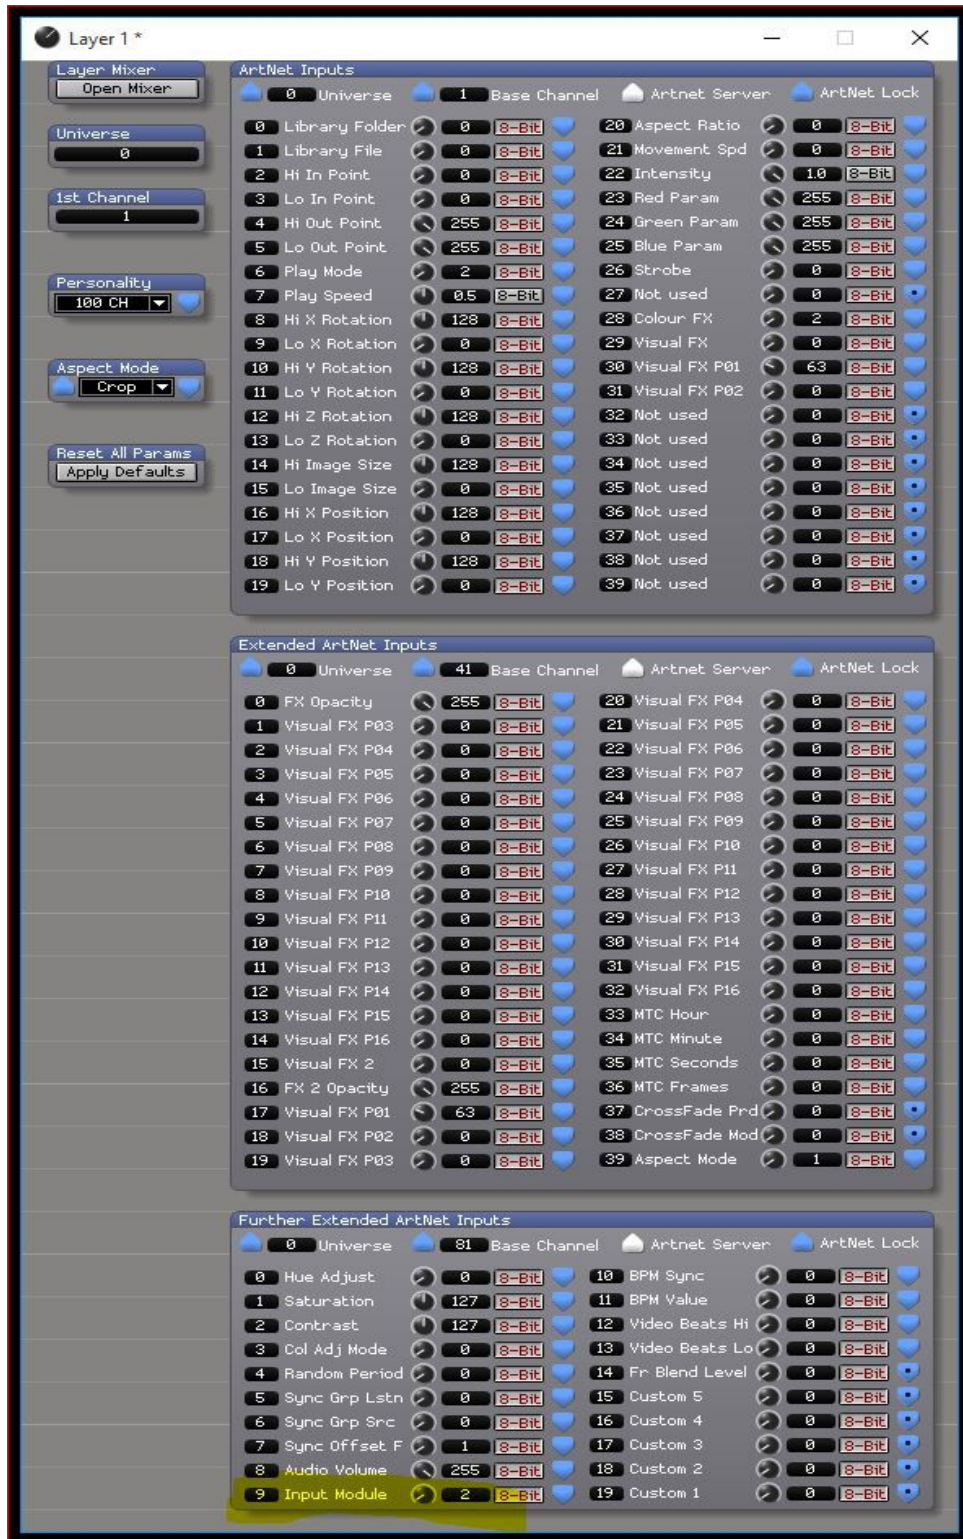 Layer 1 *
Layer Mixer
Open Mixer
Universe
0
1st Channel
1
Personality
100 CH
Aspect Mode
Crop
Reset All Params
Apply Defaults
ArtNet Inputs
0 Universe 1 Base Channel Artnet Server ArtNet Lock
0 Library Folder 0 8-Bit 20 Aspect Ratio 0 8-Bit
1 Library File 0 8-Bit 21 Movement Spd 0 8-Bit
2 Hi In Point 0 8-Bit 22 Intensity 1.0 8-Bit
3 Lo In Point 0 8-Bit 23 Red Param 255 8-Bit
4 Hi Out Point 255 8-Bit 24 Green Param 255 8-Bit
5 Lo Out Point 255 8-Bit 25 Blue Param 255 8-Bit
6 Play Mode 2 8-Bit 26 Strobe 0 8-Bit
7 Play Speed 0.5 8-Bit 27 Not used 0 8-Bit
8 Hi X Rotation 128 8-Bit 28 Colour FX 2 8-Bit
9 Lo X Rotation 0 8-Bit 29 Visual FX 0 8-Bit
10 Hi Y Rotation 128 8-Bit 30 Visual FX P01 63 8-Bit
11 Lo Y Rotation 0 8-Bit 31 Visual FX P02 0 8-Bit
12 Hi Z Rotation 128 8-Bit 32 Not used 0 8-Bit
13 Lo Z Rotation 0 8-Bit 33 Not used 0 8-Bit
14 Hi Image Size 128 8-Bit 34 Not used 0 8-Bit
15 Lo Image Size 0 8-Bit 35 Not used 0 8-Bit
16 Hi X Position 128 8-Bit 36 Not used 0 8-Bit
17 Lo X Position 0 8-Bit 37 Not used 0 8-Bit
18 Hi Y Position 128 8-Bit 38 Not used 0 8-Bit
19 Lo Y Position 0 8-Bit 39 Not used 0 8-Bit
Extended ArtNet Inputs
0 Universe 41 Base Channel Artnet Server ArtNet Lock
0 FX Opacity 255 8-Bit 20 Visual FX P04 0 8-Bit
1 Visual FX P03 0 8-Bit 21 Visual FX P05 0 8-Bit
2 Visual FX P04 0 8-Bit 22 Visual FX P06 0 8-Bit
3 Visual FX P05 0 8-Bit 23 Visual FX P07 0 8-Bit
4 Visual FX P06 0 8-Bit 24 Visual FX P08 0 8-Bit
5 Visual FX P07 0 8-Bit 25 Visual FX P09 0 8-Bit
6 Visual FX P08 0 8-Bit 26 Visual FX P10 0 8-Bit
7 Visual FX P09 0 8-Bit 27 Visual FX P11 0 8-Bit
8 Visual FX P10 0 8-Bit 28 Visual FX P12 0 8-Bit
9 Visual FX P11 0 8-Bit 29 Visual FX P13 0 8-Bit
10 Visual FX P12 0 8-Bit 30 Visual FX P14 0 8-Bit
11 Visual FX P13 0 8-Bit 31 Visual FX P15 0 8-Bit
12 Visual FX P14 0 8-Bit 32 Visual FX P16 0 8-Bit
13 Visual FX P15 0 8-Bit 33 MTC Hour 0 8-Bit
14 Visual FX P16 0 8-Bit 34 MTC Minute 0 8-Bit
15 Visual FX 2 0 8-Bit 35 MTC Seconds 0 8-Bit
16 FX 2 Opacity 255 8-Bit 36 MTC Frames 0 8-Bit
17 Visual FX P01 63 8-Bit 37 CrossFade Prd 0 8-Bit
18 Visual FX P02 0 8-Bit 38 CrossFade Mod 0 8-Bit
19 Visual FX P03 0 8-Bit 39 Aspect Mode 1 8-Bit
Further Extended ArtNet Inputs
0 Universe 81 Base Channel Artnet Server ArtNet Lock
0 Hue Adjust 0 8-Bit 10 BPM Sync 0 8-Bit
1 Saturation 127 8-Bit 11 BPM Value 0 8-Bit
2 Contrast 127 8-Bit 12 Video Beats Hi 0 8-Bit
3 Col Adj Mode 0 8-Bit 13 Video Beats Lo 0 8-Bit
4 Random Period 0 8-Bit 14 Fr Blend Level 0 8-Bit
5 Sync Grp Lstn 0 8-Bit 15 Custom 5 0 8-Bit
6 Sync Grp Src 0 8-Bit 16 Custom 4 0 8-Bit
7 Sync Offset F 1 8-Bit 17 Custom 3 0 8-Bit
8 Audio Volume 255 8-Bit 18 Custom 2 0 8-Bit
9 Input Module 2 8-Bit 19 Custom 1 0 8-Bit